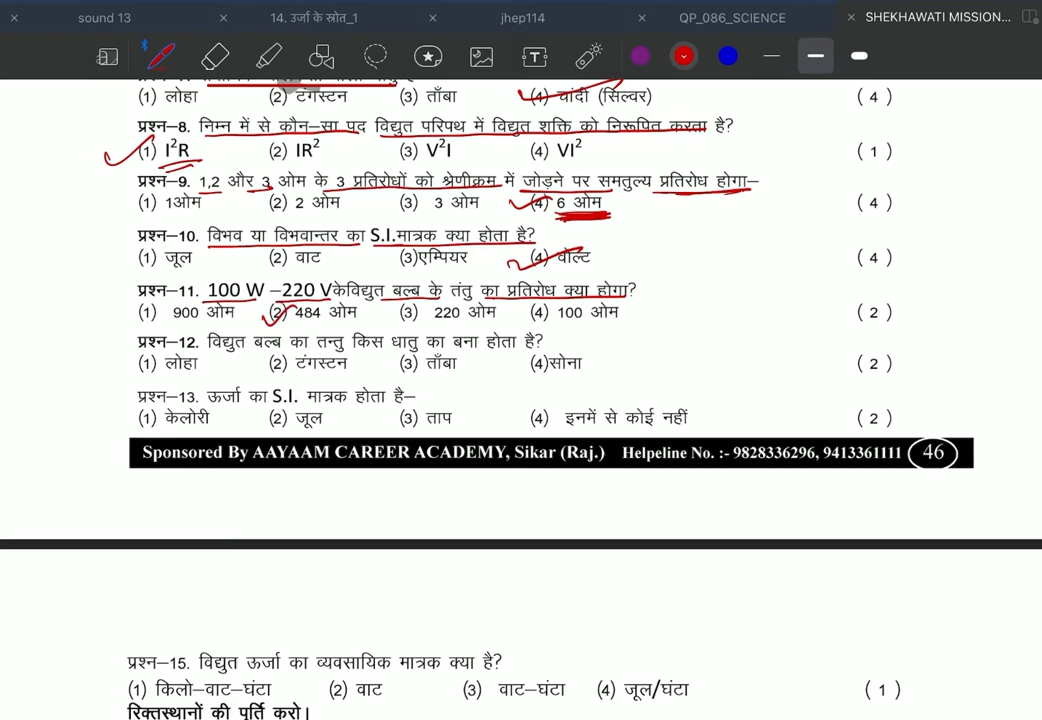 sound 13
14. उर्जा के स्रोत_1
jhep114
QP_086_SCIENCE
SHEKHAWATI MISSION...
(1) लोहा (2) टंगस्टन (3) ताँबा (4) चांदी (सिल्वर) ( 4 )
प्रश्न–8. निम्न में से कौन–सा पद विद्युत परिपथ में विद्युत शक्ति को निरूपित करता है?
(1) I²R (2) IR² (3) V²I (4) VI² ( 1 )
प्रश्न–9. 1,2 और 3 ओम के 3 प्रतिरोधों को श्रेणीक्रम में जोड़ने पर समतुल्य प्रतिरोध होगा–
(1) 1ओम (2) 2 ओम (3) 3 ओम (4) 6 ओम ( 4 )
प्रश्न–10. विभव या विभवान्तर का S.I.मात्रक क्या होता है?
(1) जूल (2) वाट (3)एम्पियर (4) वोल्ट ( 4 )
प्रश्न–11. 100 W –220 Vकेविद्युत बल्ब के तंतु का प्रतिरोध क्या होगा?
(1) 900 ओम (2) 484 ओम (3) 220 ओम (4) 100 ओम ( 2 )
प्रश्न–12. विद्युत बल्ब का तन्तु किस धातु का बना होता है?
(1) लोहा (2) टंगस्टन (3) ताँबा (4)सोना ( 2 )
प्रश्न–13. ऊर्जा का S.I. मात्रक होता है–
(1) केलोरी (2) जूल (3) ताप (4) इनमें से कोई नहीं ( 2 )
Sponsored By AAYAAM CAREER ACADEMY, Sikar (Raj.) Helpline No. :- 9828336296, 9413361111 46
प्रश्न–15. विद्युत ऊर्जा का व्यवसायिक मात्रक क्या है?
(1) किलो–वाट–घंटा (2) वाट (3) वाट–घंटा (4) जूल/घंटा ( 1 )
रिक्तस्थानों की पूर्ति करो।